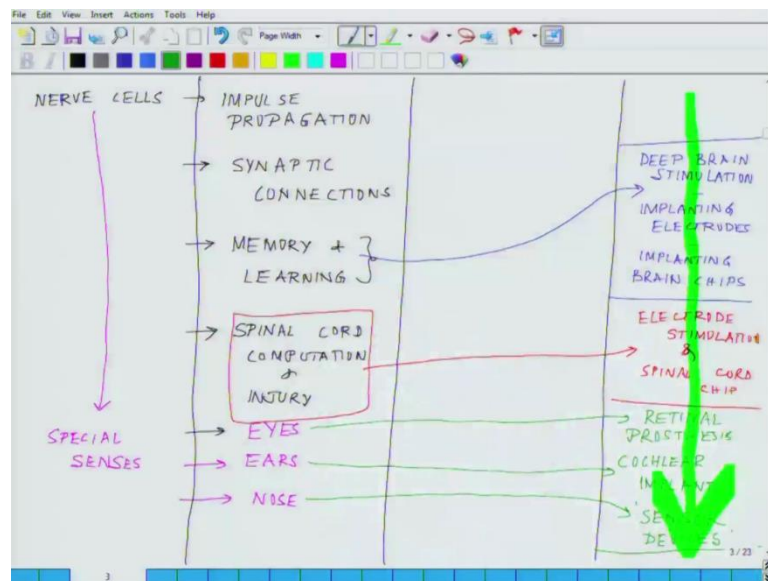 File Edit View Insert Actions Tools Help
Page Width
B I
NERVE CELLS
IMPULSE
PROPAGATION
SYNAPTIC
CONNECTIONS
MEMORY +
LEARNING
SPINAL CORD
COMPUTATION
&
INJURY
SPECIAL
SENSES
EYES
EARS
NOSE
DEEP BRAIN
STIMULATION
-
IMPLANTING
ELECTRODES
IMPLANTING
BRAIN CHIPS
ELECTRODE
STIMULATION
&
SPINAL CORD
CHIP
RETINAL
PROSTHESIS
COCHLEAR
IMPLANT
3/23
3